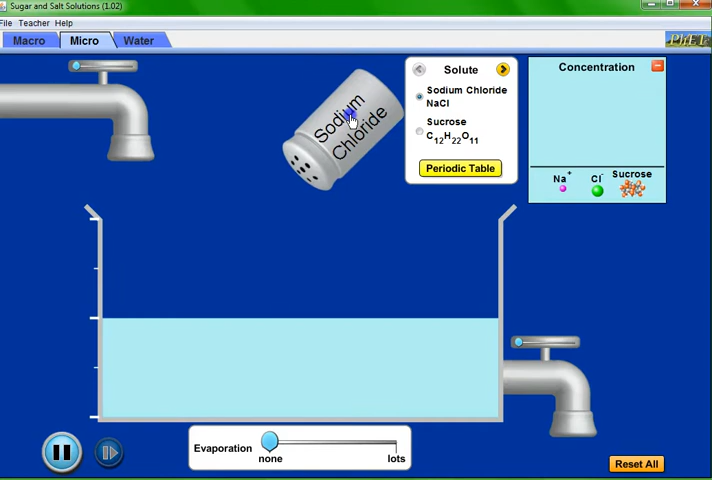 Sugar and Salt Solutions (1.02)
File Teacher Help
Macro Micro Water
PhET
Sodium
Chloride
Solute
Sodium Chloride
NaCl
Sucrose
C12H22O11
Periodic Table
Concentration
Na+ Cl- Sucrose
Evaporation
none lots
Reset All